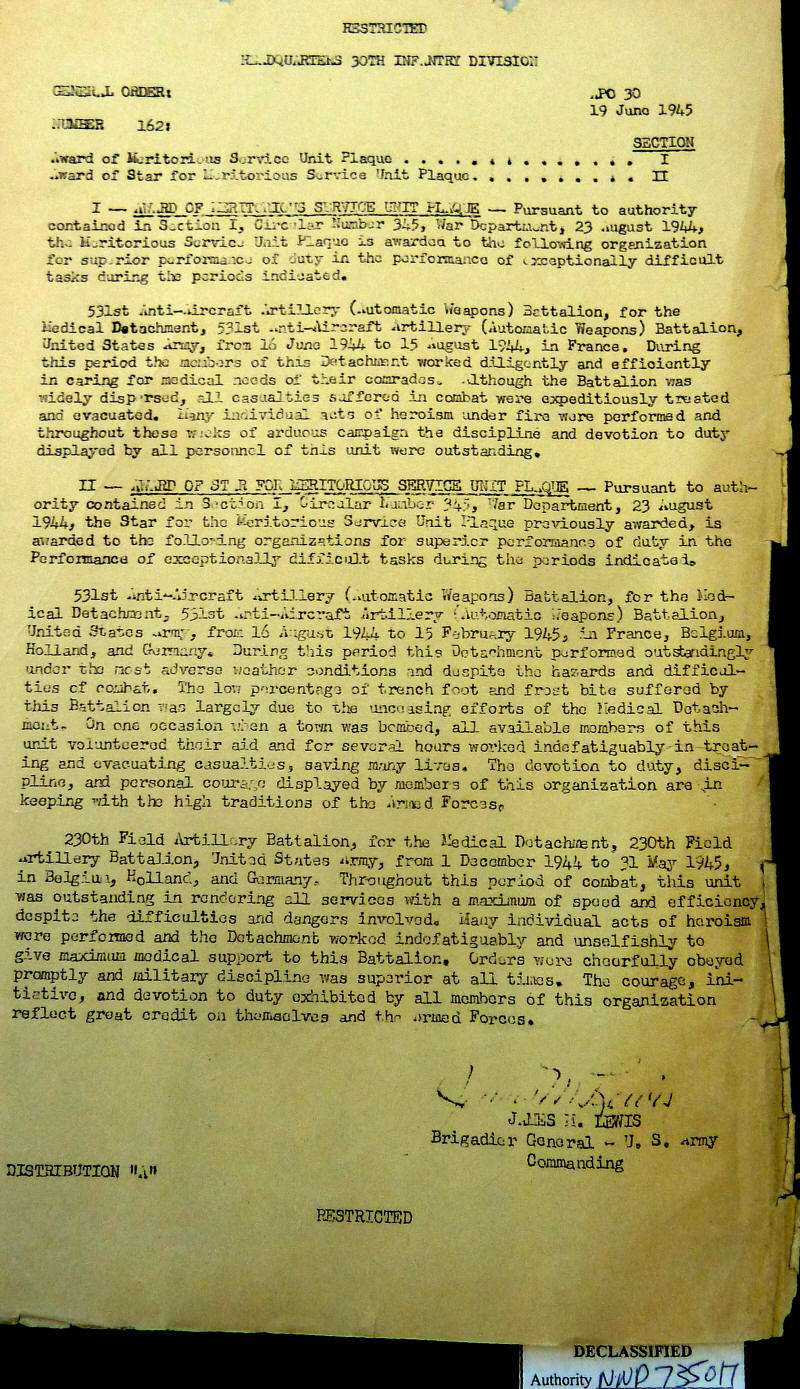 RESTRICTED
HEADQUARTERS 30TH INFANTRY DIVISION
GENERAL ORDER:
APO 30
19 June 1945
NUMBER 162:
SECTION
Award of Meritorious Service Unit Plaque . . . . . . . . . . . . . . I
Award of Star for Meritorious Service Unit Plaque. . . . . . . . . . II
I — AWARD OF MERITORIOUS SERVICE UNIT PLAQUE — Pursuant to authority
contained in Section I, Circular Number 345, War Department, 23 August 1944,
the Meritorious Service Unit Plaque is awarded to the following organization
for superior performance of duty in the performance of exceptionally difficult
tasks during the periods indicated.
531st Anti-Aircraft Artillery (Automatic Weapons) Battalion, for the
Medical Detachment, 531st Anti-Aircraft Artillery (Automatic Weapons) Battalion,
United States Army, from 16 June 1944 to 15 August 1944, in France. During
this period the members of this Detachment worked diligently and efficiently
in caring for medical needs of their comrades. Although the Battalion was
widely dispersed, all casualties suffered in combat were expeditiously treated
and evacuated. Many individual acts of heroism under fire were performed and
throughout these weeks of arduous campaign the discipline and devotion to duty
displayed by all personnel of this unit were outstanding.
II — AWARD OF STAR FOR MERITORIOUS SERVICE UNIT PLAQUE — Pursuant to auth-
ority contained in Section I, Circular Number 345, War Department, 23 August
1944, the Star for the Meritorious Service Unit Plaque previously awarded, is
awarded to the following organizations for superior performance of duty in the
Performance of exceptionally difficult tasks during the periods indicated.
531st Anti-Aircraft Artillery (Automatic Weapons) Battalion, for the Med-
ical Detachment, 531st Anti-Aircraft Artillery (Automatic Weapons) Battalion,
United States Army, from 16 August 1944 to 15 February 1945, in France, Belgium,
Holland, and Germany. During this period this Detachment performed outstandingly
under the most adverse weather conditions and despite the hazards and difficul-
ties of combat. The low percentage of trench foot and frost bite suffered by
this Battalion was largely due to the unceasing efforts of the Medical Detach-
ment. On one occasion when a town was bombed, all available members of this
unit volunteered their aid and for several hours worked indefatiguably in treat-
ing and evacuating casualties, saving many lives. The devotion to duty, disci-
pline, and personal courage displayed by members of this organization are in
keeping with the high traditions of the Armed Forces.
230th Field Artillery Battalion, for the Medical Detachment, 230th Field
Artillery Battalion, United States Army, from 1 December 1944 to 31 May 1945,
in Belgium, Holland, and Germany. Throughout this period of combat, this unit
was outstanding in rendering all services with a maximum of speed and efficiency,
despite the difficulties and dangers involved. Many individual acts of heroism
were performed and the Detachment worked indefatiguably and unselfishly to
give maximum medical support to this Battalion. Orders were cheerfully obeyed
promptly and military discipline was superior at all times. The courage, ini-
tiative, and devotion to duty exhibited by all members of this organization
reflect great credit on themselves and the Armed Forces.
JAMES H. LEWIS
Brigadier General - U. S. Army
Commanding
DISTRIBUTION "A"
RESTRICTED
DECLASSIFIED
Authority NND 735017